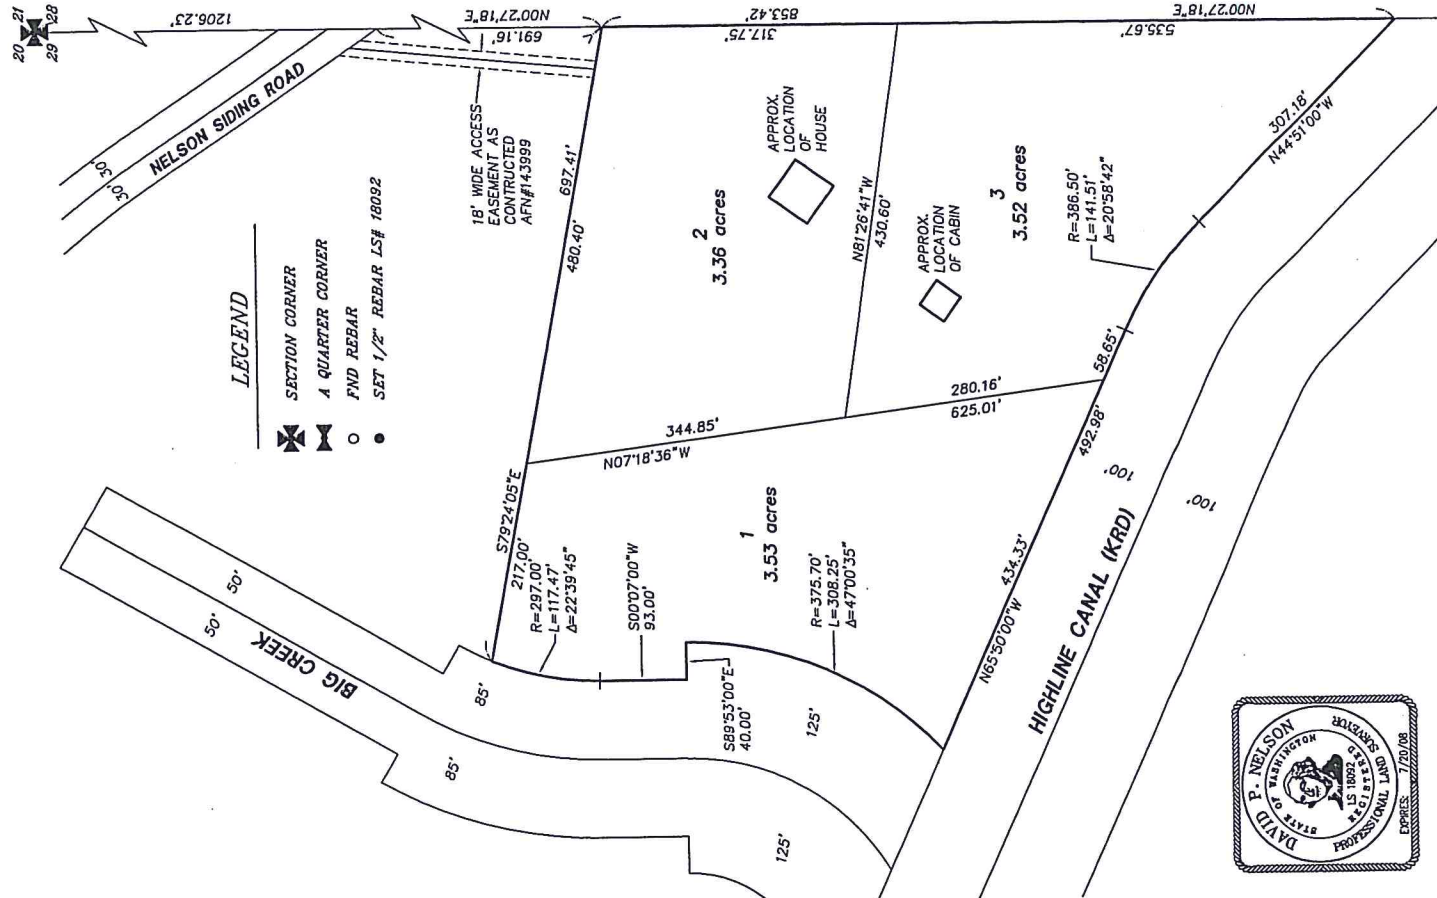 20 21
29 28
1206.23'
N00°27'18"E
691.16'
853.42'
317.75'
N00°27'18"E
535.67'
NELSON SIDING ROAD
30'
30'
18' WIDE ACCESS
EASEMENT AS
CONTRUCTED
AFN#143999
LEGEND
SECTION CORNER
A QUARTER CORNER
FND REBAR
SET 1/2" REBAR LS# 18092
697.41'
480.40'
S79°24'05"E
217.00'
2
3.36 acres
APPROX.
LOCATION
OF
HOUSE
N81°26'41"W
430.60'
APPROX.
LOCATION
OF CABIN
3
3.52 acres
R=386.50'
L=141.51'
Δ=20°58'42"
307.18'
N44°51'00"W
344.85'
N07°18'36"W
280.16'
625.01'
58.65'
492.98'
434.33'
N65°50'00"W
1
3.53 acres
R=297.00'
L=117.47'
Δ=22°39'45"
S00°07'00"W
93.00'
S89°53'00"E
40.00'
R=375.70'
L=308.25'
Δ=47°00'35"
BIG CREEK
50'
50'
85'
85'
125'
125'
HIGHLINE CANAL (KRD)
100'
100'
DAVID P. NELSON
STATE OF WASHINGTON
LS 18092
REGISTERED
PROFESSIONAL LAND SURVEYOR
EXPIRES: 7/20/08